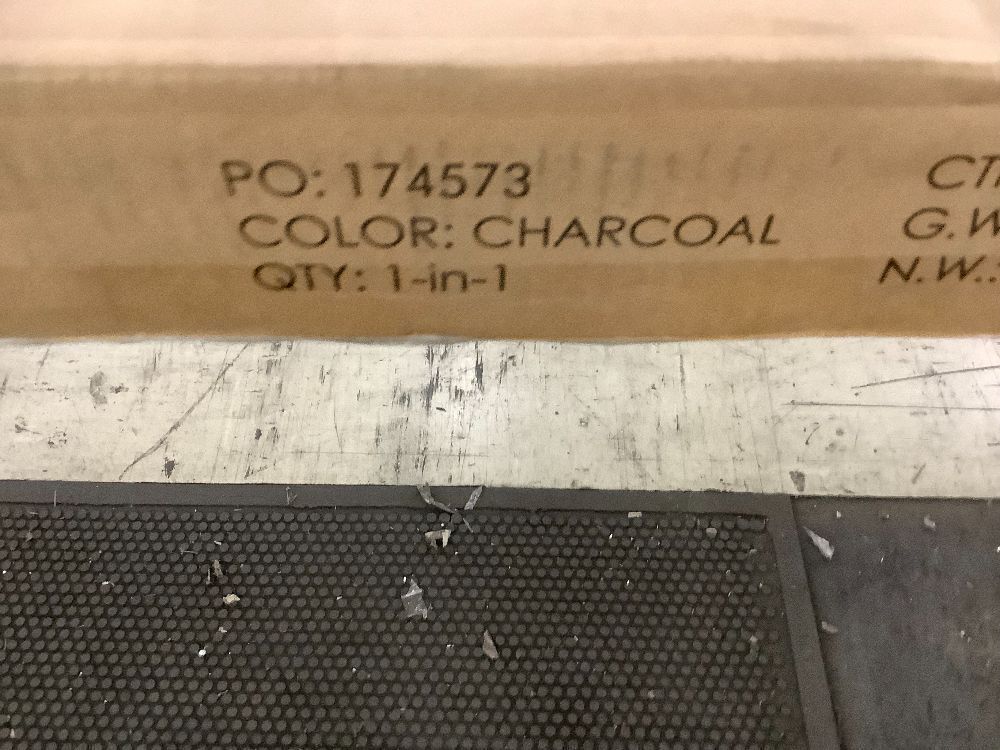 PO: 174573
COLOR: CHARCOAL
QTY: 1-in-1
G.W
N.W.: